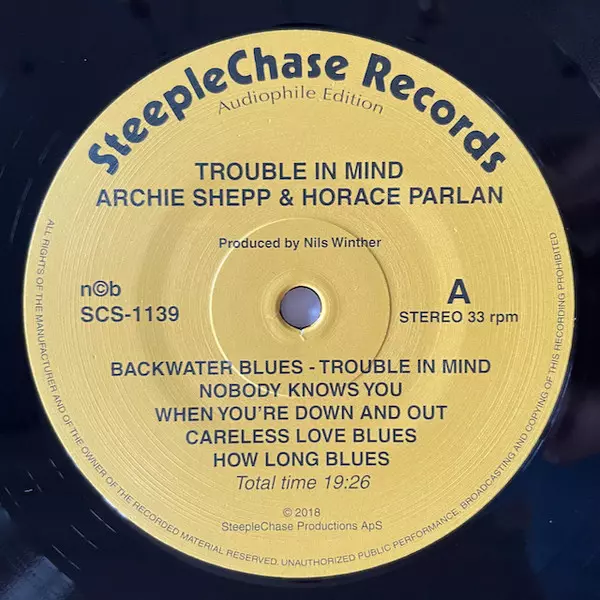 SteepleChase Records
Audiophile Edition
TROUBLE IN MIND
ARCHIE SHEPP & HORACE PARLAN
Produced by Nils Winther
n©b
SCS-1139
A
STEREO 33 rpm
BACKWATER BLUES - TROUBLE IN MIND
NOBODY KNOWS YOU
WHEN YOU'RE DOWN AND OUT
CARELESS LOVE BLUES
HOW LONG BLUES
Total time 19:26
© 2018
SteepleChase Productions ApS
ALL RIGHTS OF THE MANUFACTURER AND OF THE OWNER OF THE RECORDED MATERIAL RESERVED. UNAUTHORIZED PUBLIC PERFORMANCE, BROADCASTING AND COPYING OF THIS RECORDING PROHIBITED